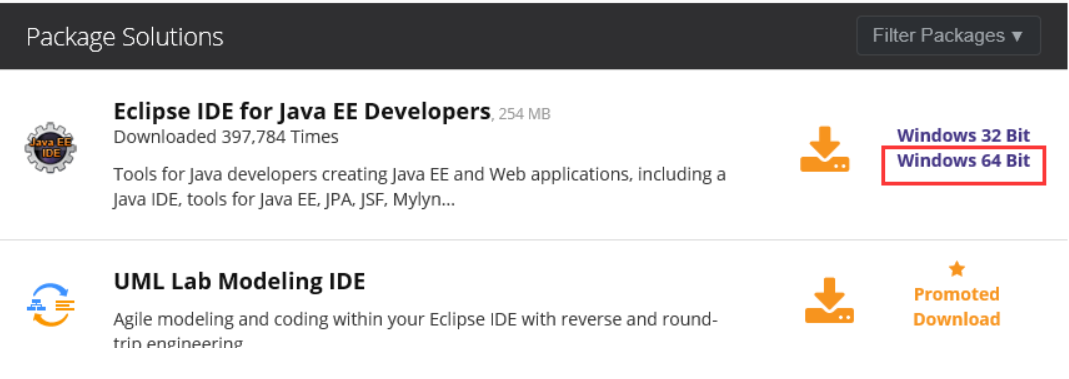 Package Solutions
Filter Packages ▼
Eclipse IDE for Java EE Developers, 254 MB
Downloaded 397,784 Times
Java EE
IDE
Tools for Java developers creating Java EE and Web applications, including a
Java IDE, tools for Java EE, JPA, JSF, Mylyn...
Windows 32 Bit
Windows 64 Bit
UML Lab Modeling IDE
Agile modeling and coding within your Eclipse IDE with reverse and round-
trip engineering
Promoted
Download